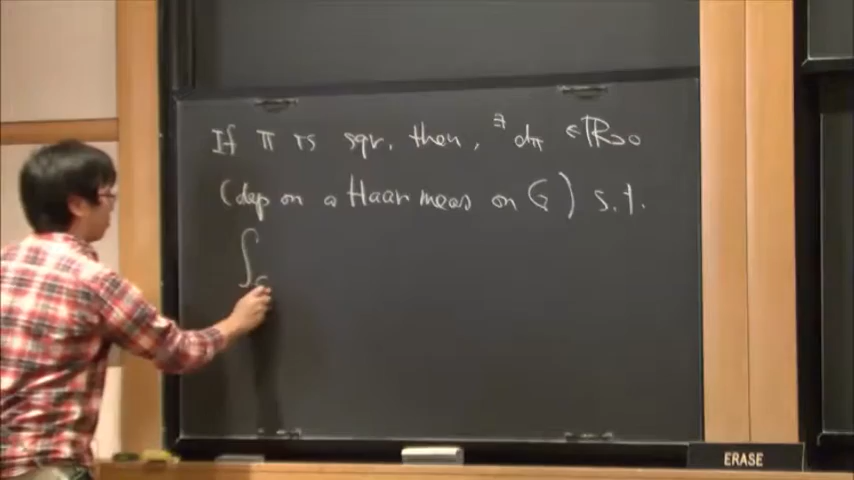 If π is sqr. then, ∃ dπ ∈ ℝ>0
(dep on a Haar meas on G) s.t.
∫G
ERASE